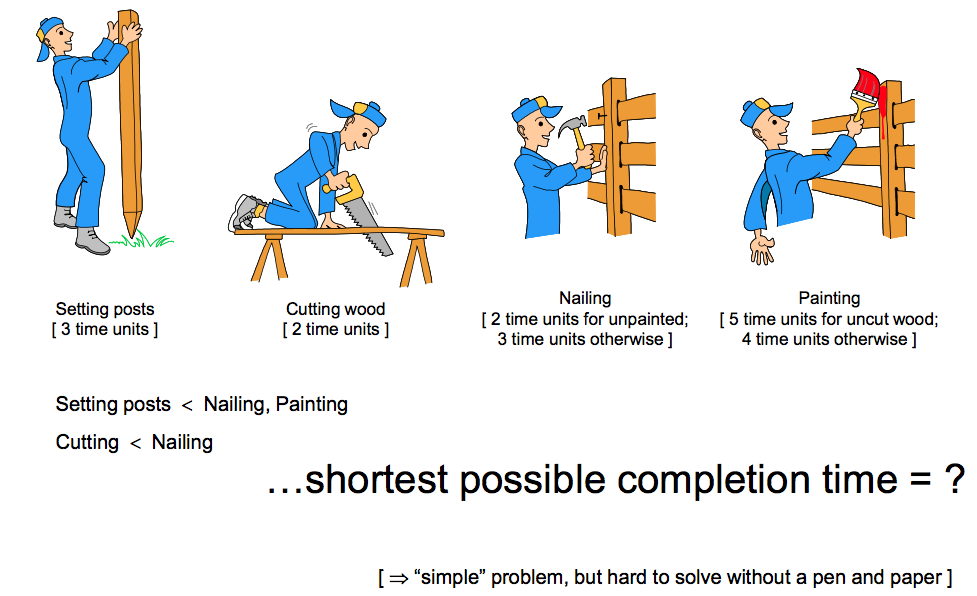 Setting posts
[ 3 time units ]
Cutting wood
[ 2 time units ]
Nailing
[ 2 time units for unpainted;
3 time units otherwise ]
Painting
[ 5 time units for uncut wood;
4 time units otherwise ]
Setting posts < Nailing, Painting
Cutting < Nailing
…shortest possible completion time = ?
[ ⇒ “simple” problem, but hard to solve without a pen and paper ]